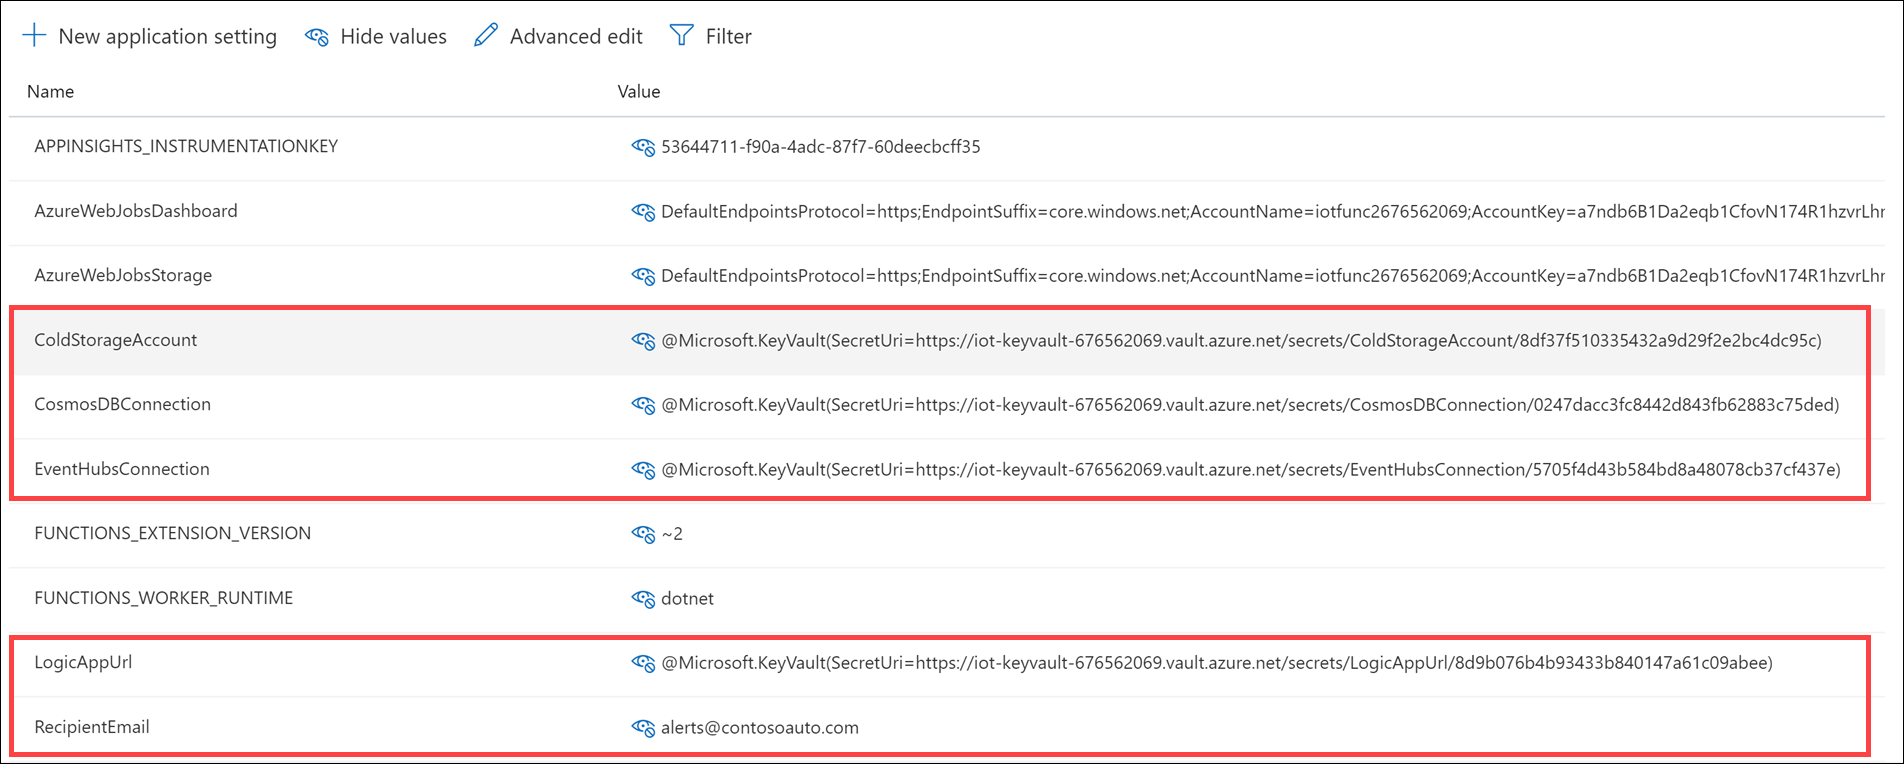 New application setting Hide values Advanced edit Filter
Name Value
APPINSIGHTS_INSTRUMENTATIONKEY 53644711-f90a-4adc-87f7-60deecbcff35
AzureWebJobsDashboard DefaultEndpointsProtocol=https;EndpointSuffix=core.windows.net;AccountName=iotfunc2676562069;AccountKey=a7ndb6B1Da2eqb1CfovN174R1hzvrLhr
AzureWebJobsStorage DefaultEndpointsProtocol=https;EndpointSuffix=core.windows.net;AccountName=iotfunc2676562069;AccountKey=a7ndb6B1Da2eqb1CfovN174R1hzvrLhr
ColdStorageAccount @Microsoft.KeyVault(SecretUri=https://iot-keyvault-676562069.vault.azure.net/secrets/ColdStorageAccount/8df37f510335432a9d29f2e2bc4dc95c)
CosmosDBConnection @Microsoft.KeyVault(SecretUri=https://iot-keyvault-676562069.vault.azure.net/secrets/CosmosDBConnection/0247dacc3fc8442d843fb62883c75ded)
EventHubsConnection @Microsoft.KeyVault(SecretUri=https://iot-keyvault-676562069.vault.azure.net/secrets/EventHubsConnection/5705f4d43b584bd8a48078cb37cf437e)
FUNCTIONS_EXTENSION_VERSION ~2
FUNCTIONS_WORKER_RUNTIME dotnet
LogicAppUrl @Microsoft.KeyVault(SecretUri=https://iot-keyvault-676562069.vault.azure.net/secrets/LogicAppUrl/8d9b076b4b93433b840147a61c09abee)
RecipientEmail alerts@contosoauto.com